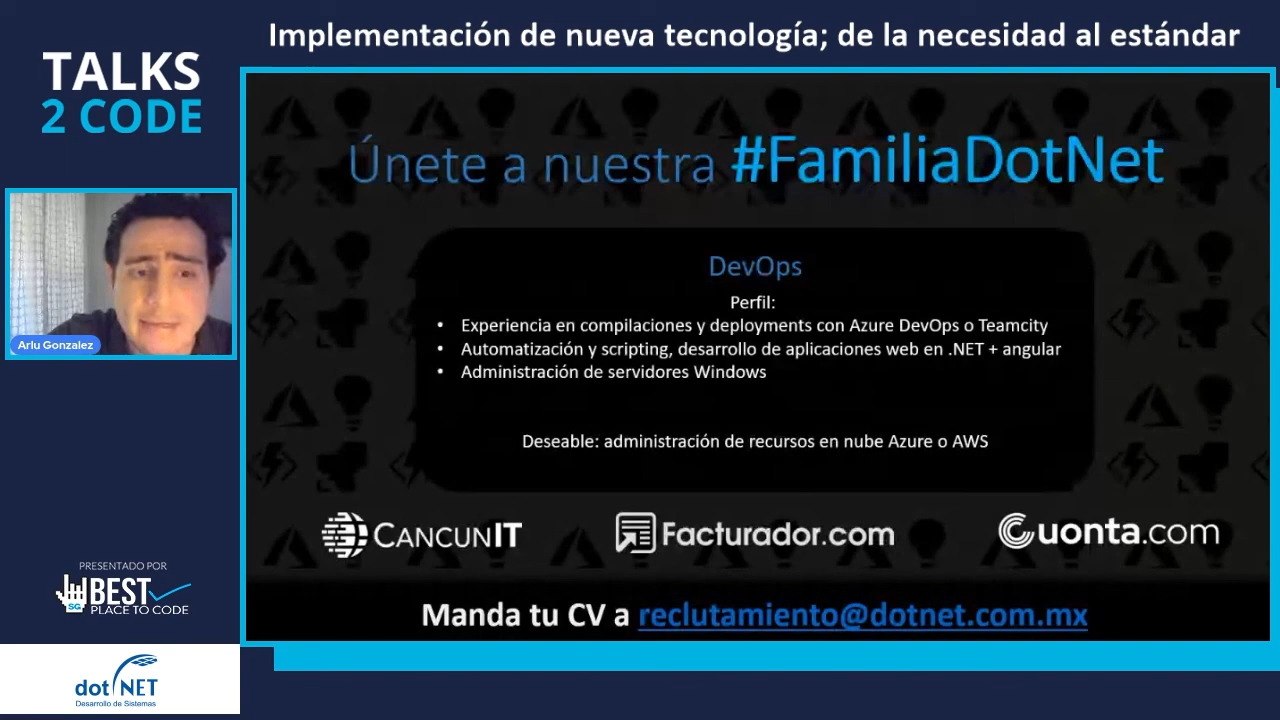 Implementación de nueva tecnología; de la necesidad al estándar
TALKS
2 CODE
Arlu Gonzalez
PRESENTADO POR
SG
BEST
PLACE TO CODE
dot NET
Desarrollo de Sistemas
Únete a nuestra #FamiliaDotNet
DevOps
Perfil:
• Experiencia en compilaciones y deployments con Azure DevOps o Teamcity
• Automatización y scripting, desarrollo de aplicaciones web en .NET + angular
• Administración de servidores Windows
Deseable: administración de recursos en nube Azure o AWS
CANCUNIT
Facturador.com
Cuonta.com
Manda tu CV a reclutamiento@dotnet.com.mx